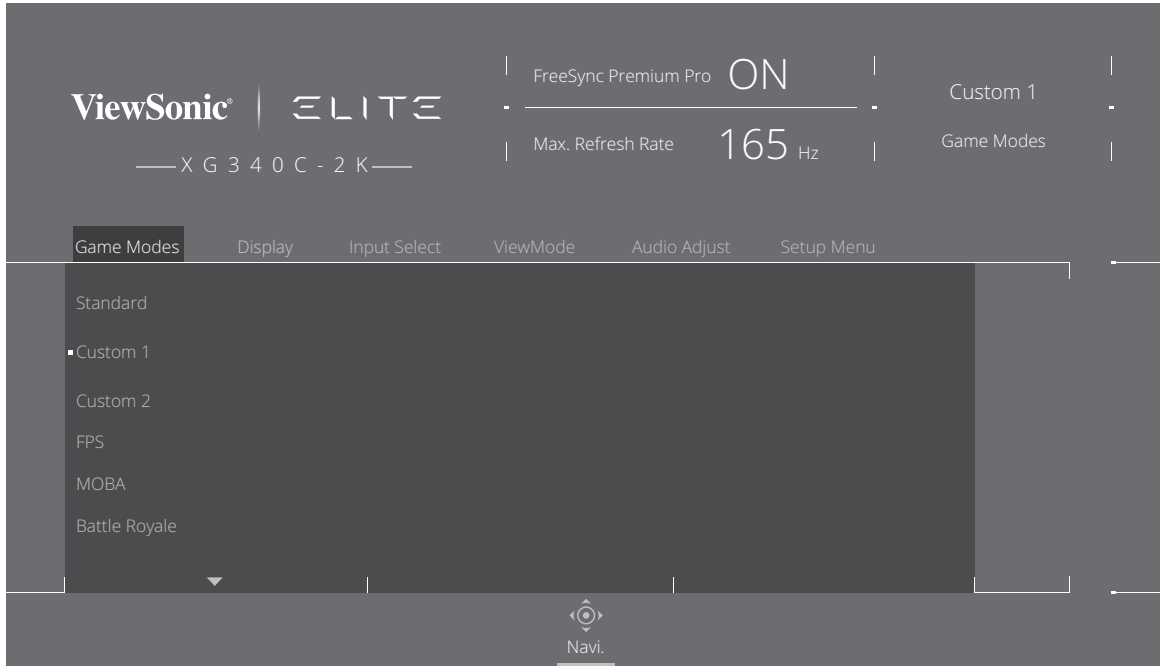 ViewSonic® ELITE
XG340C-2K
FreeSync Premium Pro ON
Max. Refresh Rate 165 Hz
Custom 1
Game Modes
Game Modes Display Input Select ViewMode Audio Adjust Setup Menu
Standard
Custom 1
Custom 2
FPS
MOBA
Battle Royale
Navi.